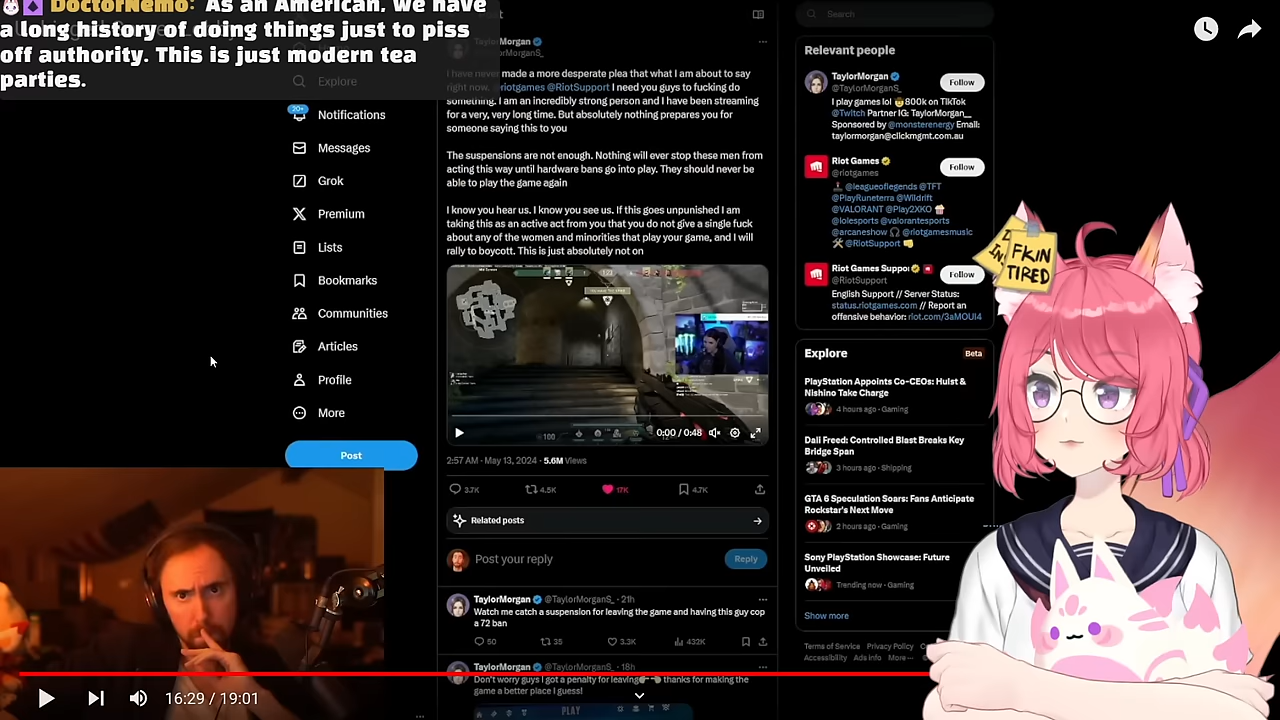 DoctorNemo: As an American, we have
a long history of doing things just to piss
off authority. This is just modern tea
parties.
Explore
20+
Notifications
Messages
Grok
Premium
Lists
Bookmarks
Communities
Articles
Profile
More
Post
TaylorMorgan
I have never made a more desperate plea that what I am about to say
right now. @riotgames @RiotSupport I need you guys to fucking do
something. I am an incredibly strong person and I have been streaming
for a very, very long time. But absolutely nothing prepares you for
someone saying this to you
The suspensions are not enough. Nothing will ever stop these men from
acting this way until hardware bans go into play. They should never be
able to play the game again
I know you hear us. I know you see us. If this goes unpunished I am
taking this as an active act from you that you do not give a single fuck
about any of the women and minorities that play your game, and I will
rally to boycott. This is just absolutely not on
100
0:00 / 0:48
2:57 AM · May 13, 2024 · 5.6M Views
3.7K
4.5K
17K
4.7K
Related posts
Post your reply
Reply
TaylorMorgan @TaylorMorganS_ · 21h
Watch me catch a suspension for leaving the game and having this guy cop
a 72 ban
50
35
3.3K
432K
TaylorMorgan @TaylorMorganS_ · 18h
Don't worry guys I got a penalty for leaving thanks for making the
game a better place I guess!
PLAY
Search
Relevant people
TaylorMorgan
@TaylorMorganS_
Follow
I play games lol 800k on TikTok
@Twitch Partner IG: TaylorMorgan__
Sponsored by @monsterenergy Email:
taylormorgan@clickmgmt.com.au
Riot Games
@riotgames
Follow
@leagueoflegends @TFT
@PlayRuneterra @Wildrift
@VALORANT @Play2XKO
@lolesports @valorantesports
@arcaneshow @riotgamesmusic
@RiotSupport
Riot Games Suppo
@RiotSupport
Follow
English Support // Server Status:
status.riotgames.com // Report an
offensive behavior: riot.com/3aMOUI4
Explore
Beta
PlayStation Appoints Co-CEOs: Hulst &
Nishino Take Charge
4 hours ago · Gaming
Dali Freed: Controlled Blast Breaks Key
Bridge Span
3 hours ago · Shipping
GTA 6 Speculation Soars: Fans Anticipate
Rockstar's Next Move
2 hours ago · Gaming
Sony PlayStation Showcase: Future
Unveiled
Trending now · Gaming
Show more
Terms of Service Privacy Policy
Accessibility Ads info More
FKIN
TIRED
16:29 / 19:01